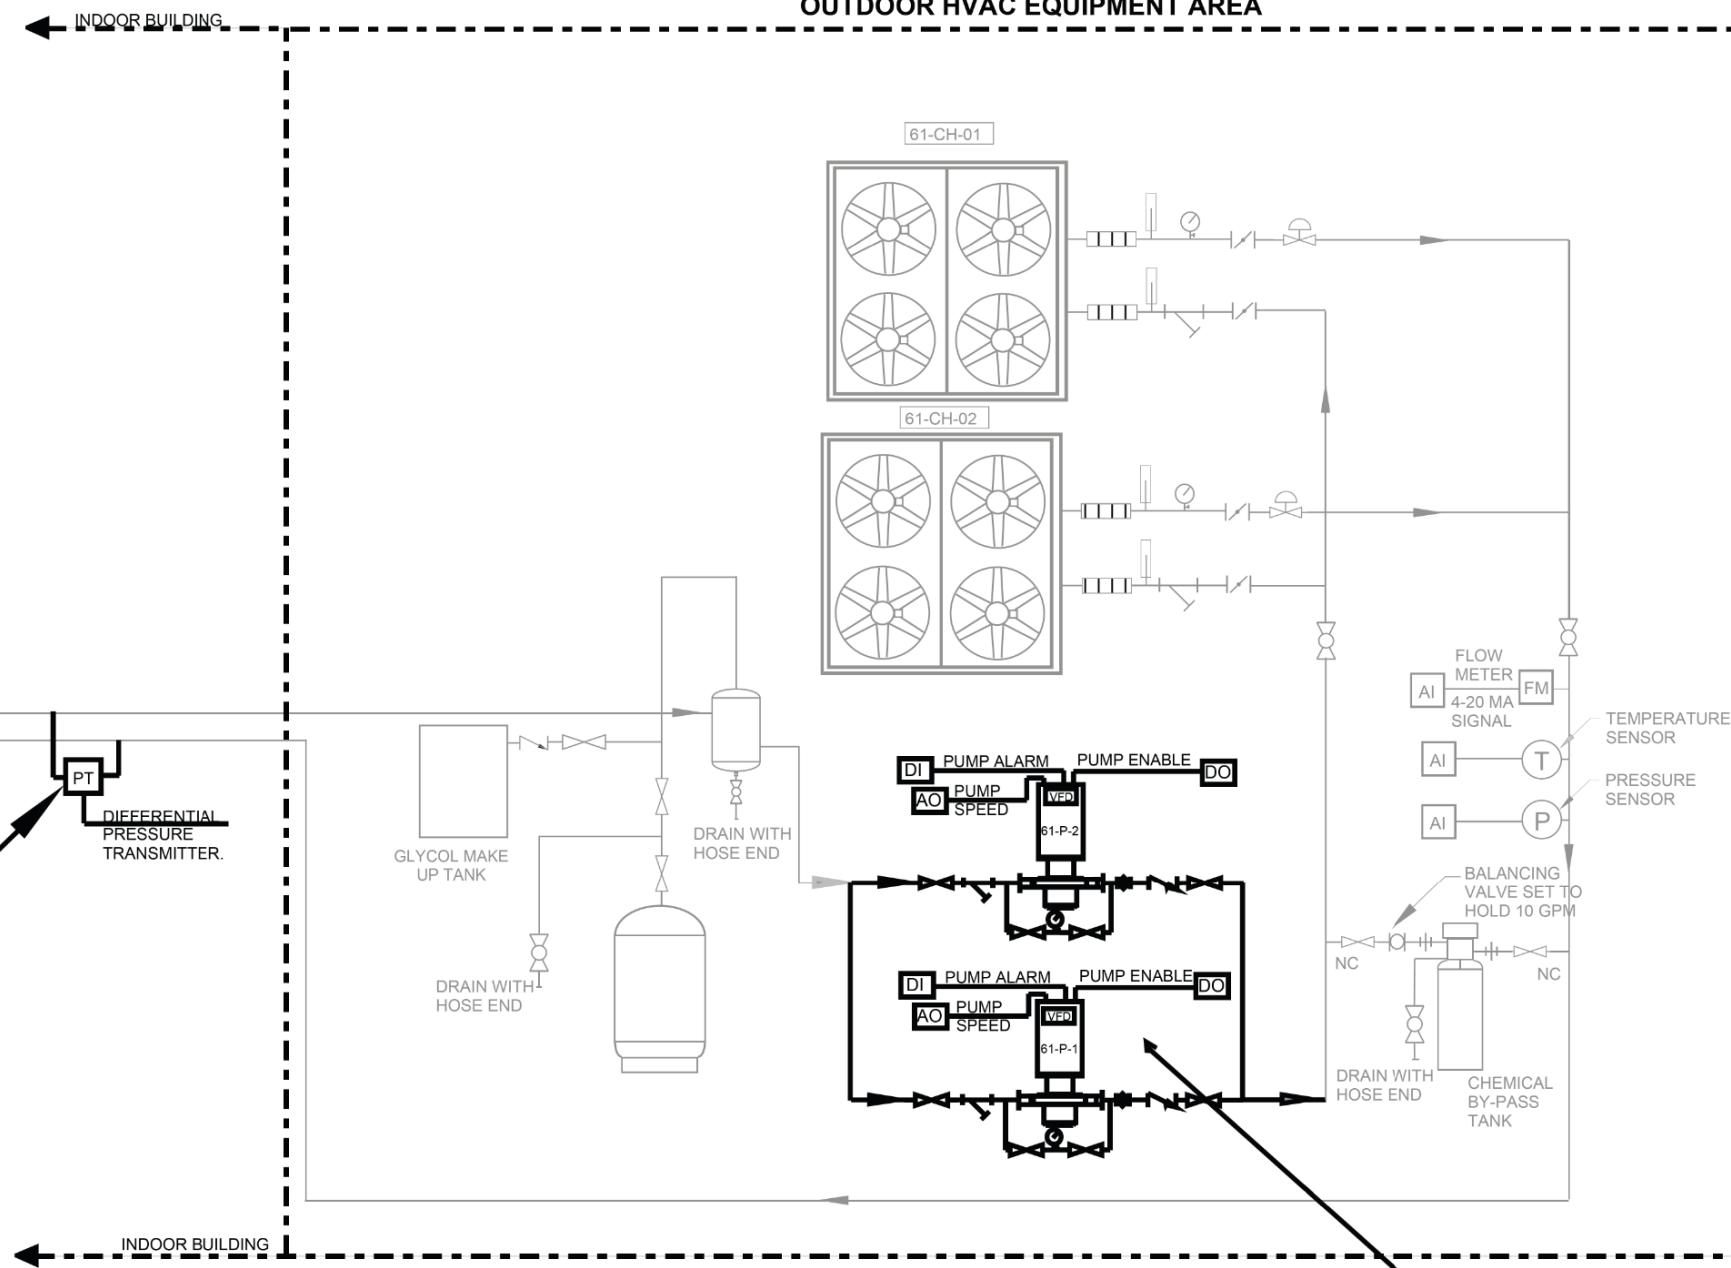 OUTDOOR HVAC EQUIPMENT AREA
INDOOR BUILDING
61-CH-01
61-CH-02
FLOW
METER
AI
FM
4-20 MA
SIGNAL
TEMPERATURE
SENSOR
AI
T
PRESSURE
SENSOR
AI
P
PT
DIFFERENTIAL
PRESSURE
TRANSMITTER.
GLYCOL MAKE
UP TANK
DRAIN WITH
HOSE END
DI
PUMP ALARM
PUMP ENABLE
DO
AO
PUMP
SPEED
VFD
61-P-2
BALANCING
VALVE SET TO
HOLD 10 GPM
NC
NC
DRAIN WITH
HOSE END
DI
PUMP ALARM
PUMP ENABLE
DO
AO
PUMP
SPEED
VFD
61-P-1
DRAIN WITH
HOSE END
CHEMICAL
BY-PASS
TANK
INDOOR BUILDING